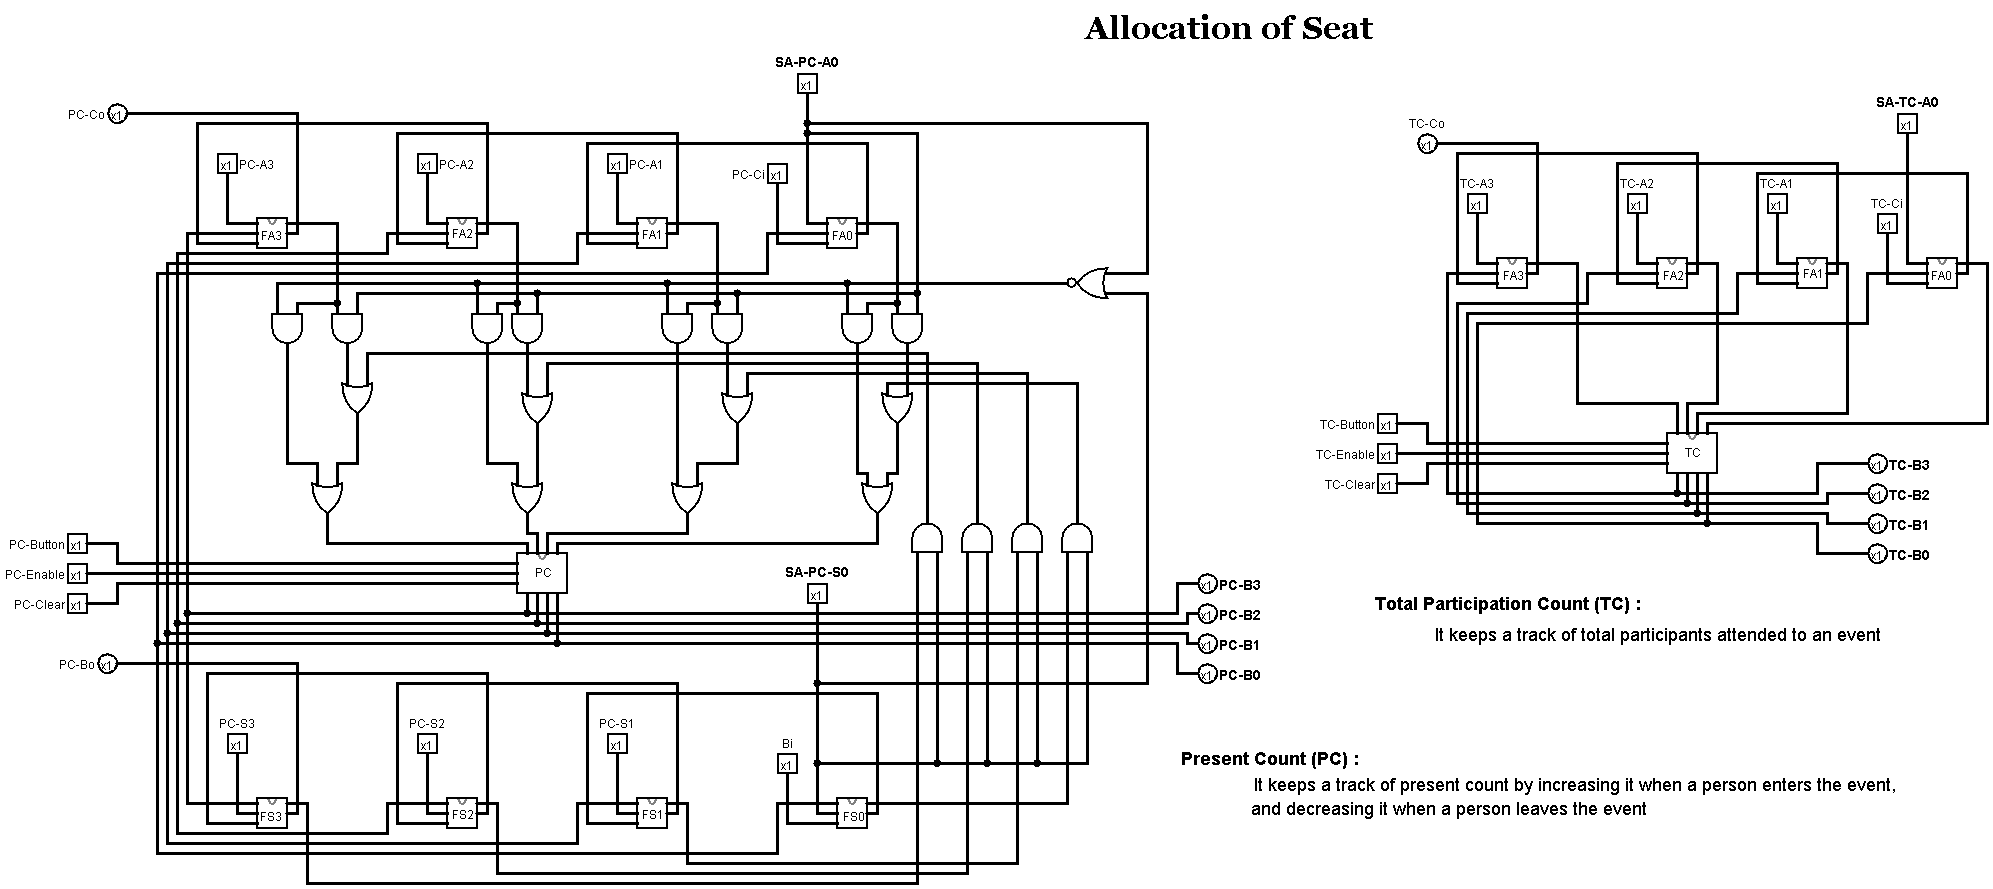 Allocation of Seat
SA-PC-A0
x1
PC-Co x1
x1 PC-A3
x1 PC-A2
x1 PC-A1
PC-Ci x1
FA3
FA2
FA1
FA0
PC-Button x1
PC-Enable x1
PC-Clear x1
PC
SA-PC-S0
x1
x1 PC-B3
x1 PC-B2
x1 PC-B1
x1 PC-B0
PC-Bo x1
PC-S3
x1
PC-S2
x1
PC-S1
x1
Bi
x1
FS3
FS2
FS1
FS0
SA-TC-A0
x1
TC-Co
x1
TC-A3
x1
TC-A2
x1
TC-A1
x1
TC-Ci
x1
FA3
FA2
FA1
FA0
TC-Button x1
TC-Enable x1
TC-Clear x1
TC
x1 TC-B3
x1 TC-B2
x1 TC-B1
x1 TC-B0
Total Participation Count (TC) :
It keeps a track of total participants attended to an event
Present Count (PC) :
It keeps a track of present count by increasing it when a person enters the event,
and decreasing it when a person leaves the event